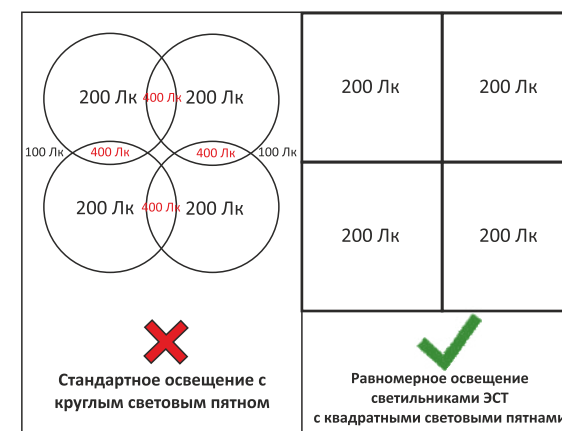 200 Лк 400 Лк 200 Лк
100 Лк 400 Лк 400 Лк 100 Лк
200 Лк 400 Лк 200 Лк
Стандартное освещение с
круглым световым пятном
200 Лк 200 Лк
200 Лк 200 Лк
Равномерное освещение
светильниками ЭСТ
с квадратными световыми пятнами